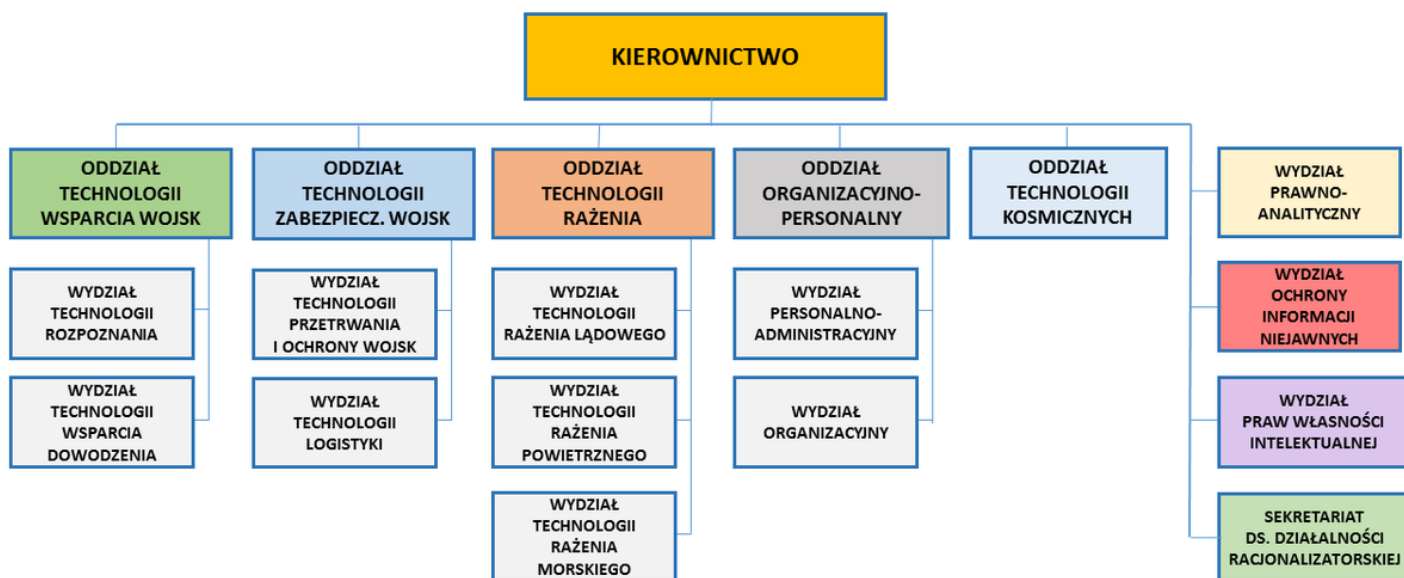 KIEROWNICTWO
ODDZIAŁ
TECHNOLOGII
WSPARCIA WOJSK
ODDZIAŁ
TECHNOLOGII
ZABEZPIECZ. WOJSK
ODDZIAŁ
TECHNOLOGII
RAŻENIA
ODDZIAŁ
ORGANIZACYJNO-
PERSONALNY
ODDZIAŁ
TECHNOLOGII
KOSMICZNYCH
WYDZIAŁ
PRAWNO-
ANALITYCZNY
WYDZIAŁ
TECHNOLOGII
ROZPOZNANIA
WYDZIAŁ
TECHNOLOGII
PRZETRWANIA
I OCHRONY WOJSK
WYDZIAŁ
TECHNOLOGII
RAŻENIA LĄDOWEGO
WYDZIAŁ
PERSONALNO-
ADMINISTRACYJNY
WYDZIAŁ
OCHRONY
INFORMACJI
NIEJAWNYCH
WYDZIAŁ
TECHNOLOGII
WSPARCIA
DOWODZENIA
WYDZIAŁ
TECHNOLOGII
LOGISTYKI
WYDZIAŁ
TECHNOLOGII
RAŻENIA
POWIETRZNEGO
WYDZIAŁ
ORGANIZACYJNY
WYDZIAŁ
PRAW WŁASNOŚCI
INTELEKTUALNEJ
WYDZIAŁ
TECHNOLOGII
RAŻENIA
MORSKIEGO
SEKRETARIAT
DS. DZIAŁALNOŚCI
RACJONALIZATORSKIEJ